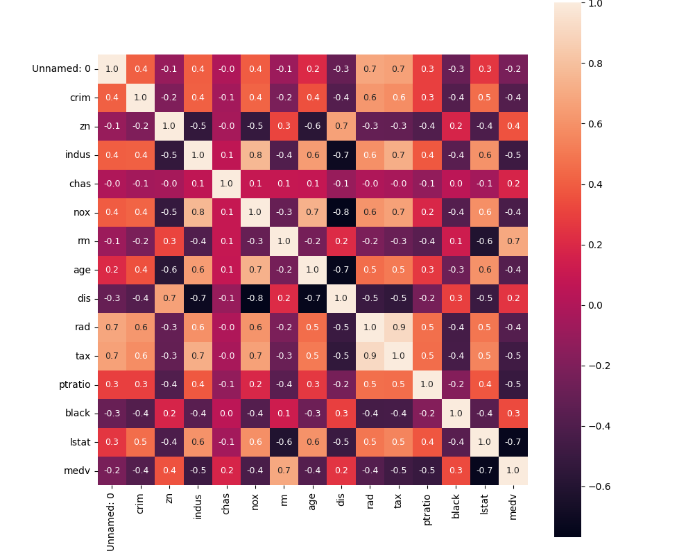 1.0
Unnamed: 0 1.0 0.4 -0.1 0.4 -0.0 0.4 -0.1 0.2 -0.3 0.7 0.7 0.3 -0.3 0.3 -0.2
0.8
crim 0.4 1.0 -0.2 0.4 -0.1 0.4 -0.2 0.4 -0.4 0.6 0.6 0.3 -0.4 0.5 -0.4
zn -0.1 -0.2 1.0 -0.5 -0.0 -0.5 0.3 -0.6 0.7 -0.3 -0.3 -0.4 0.2 -0.4 0.4
0.6
indus 0.4 0.4 -0.5 1.0 0.1 0.8 -0.4 0.6 -0.7 0.6 0.7 0.4 -0.4 0.6 -0.5
chas -0.0 -0.1 -0.0 0.1 1.0 0.1 0.1 0.1 -0.1 -0.0 -0.0 -0.1 0.0 -0.1 0.2
0.4
nox 0.4 0.4 -0.5 0.8 0.1 1.0 -0.3 0.7 -0.8 0.6 0.7 0.2 -0.4 0.6 -0.4
rm -0.1 -0.2 0.3 -0.4 0.1 -0.3 1.0 -0.2 0.2 -0.2 -0.3 -0.4 0.1 -0.6 0.7
0.2
age 0.2 0.4 -0.6 0.6 0.1 0.7 -0.2 1.0 -0.7 0.5 0.5 0.3 -0.3 0.6 -0.4
dis -0.3 -0.4 0.7 -0.7 -0.1 -0.8 0.2 -0.7 1.0 -0.5 -0.5 -0.2 0.3 -0.5 0.2
0.0
rad 0.7 0.6 -0.3 0.6 -0.0 0.6 -0.2 0.5 -0.5 1.0 0.9 0.5 -0.4 0.5 -0.4
tax 0.7 0.6 -0.3 0.7 -0.0 0.7 -0.3 0.5 -0.5 0.9 1.0 0.5 -0.4 0.5 -0.5
−0.2
ptratio 0.3 0.3 -0.4 0.4 -0.1 0.2 -0.4 0.3 -0.2 0.5 0.5 1.0 -0.2 0.4 -0.5
black -0.3 -0.4 0.2 -0.4 0.0 -0.4 0.1 -0.3 0.3 -0.4 -0.4 -0.2 1.0 -0.4 0.3
−0.4
lstat 0.3 0.5 -0.4 0.6 -0.1 0.6 -0.6 0.6 -0.5 0.5 0.5 0.4 -0.4 1.0 -0.7
medv -0.2 -0.4 0.4 -0.5 0.2 -0.4 0.7 -0.4 0.2 -0.4 -0.5 -0.5 0.3 -0.7 1.0
−0.6
Unnamed: 0 crim zn indus chas nox rm age dis rad tax ptratio black lstat medv